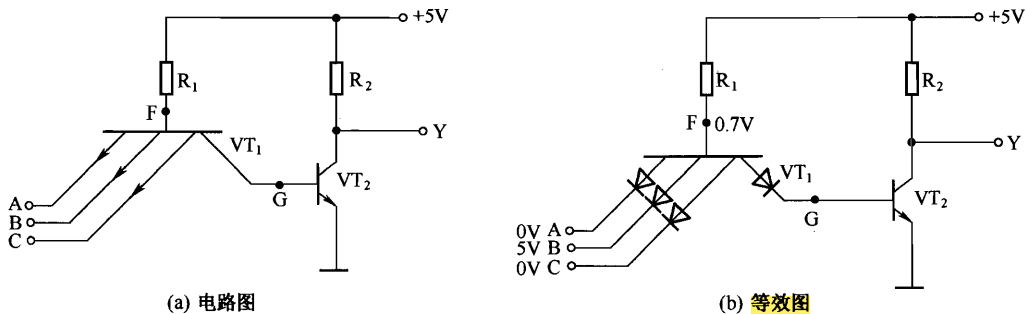 +5V
R₁
R₂
F
VT₁
Y
VT₂
G
A
B
C
(a) 电路图
+5V
R₁
R₂
F 0.7V
VT₁
Y
VT₂
G
0V A
5V B
0V C
(b) 等效图